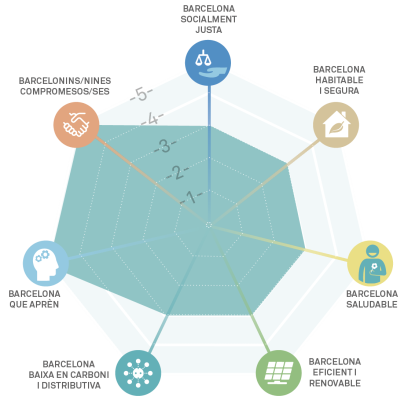 BARCELONA
SOCIALMENT
JUSTA
BARCELONA
HABITABLE
I SEGURA
BARCELONINS/NINES
COMPROMESOS/SES
-5-
-4-
-3-
-2-
-1-
BARCELONA
QUE APRÈN
BARCELONA
SALUDABLE
BARCELONA
BAIXA EN CARBONI
I DISTRIBUTIVA
BARCELONA
EFICIENT I
RENOVABLE